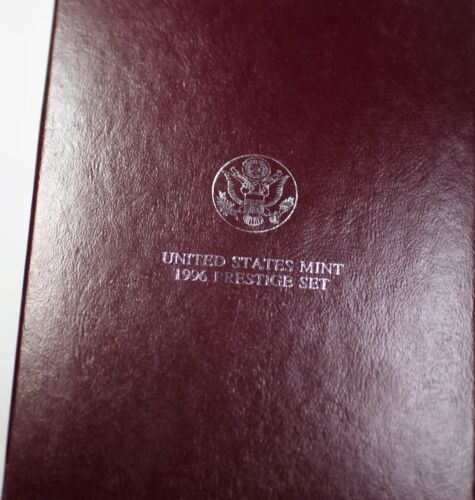 UNITED STATES MINT
1996 PRESTIGE SET